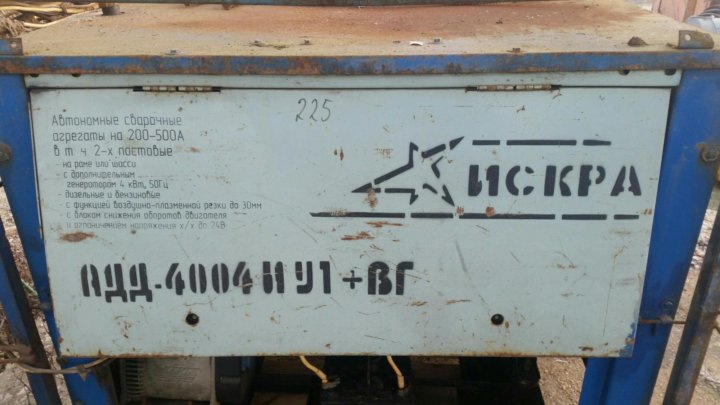 225
Автономные сварочные
агрегаты на 200-500А
в т. ч. 2-х постовые
- на раме или шасси
- с дополнительным
генератором 4 кВт, 50Гц
- дизельные и бензиновые
- с функцией воздушно-плазменной резки до 30мм
- с блоком снижения оборотов двигателя
и ограничением напряжения х/х до 24В
ИСКРА
АДД-4004И У1+ВГ